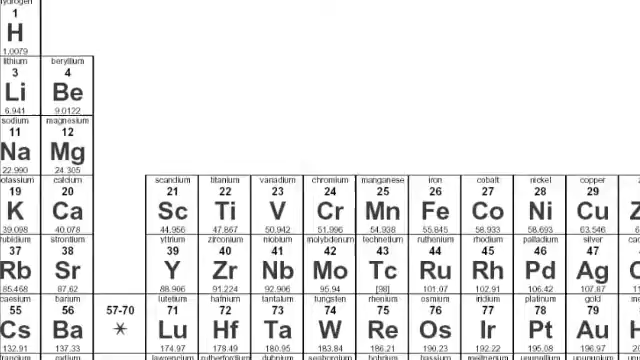 hydrogen
1
H
1.0079
lithium beryllium
3 4
Li Be
6.941 9.0122
sodium magnesium
11 12
Na Mg
22.990 24.305
potassium calcium scandium titanium vanadium chromium manganese iron cobalt nickel copper
19 20 21 22 23 24 25 26 27 28 29
K Ca Sc Ti V Cr Mn Fe Co Ni Cu
39.098 40.078 44.956 47.867 50.942 51.996 54.938 55.845 58.933 58.693 63.546
rubidium strontium yttrium zirconium niobium molybdenum technetium ruthenium rhodium palladium silver
37 38 39 40 41 42 43 44 45 46 47
Rb Sr Y Zr Nb Mo Tc Ru Rh Pd Ag
85.468 87.62 88.906 91.224 92.906 95.94 [98] 101.07 102.91 106.42 107.87
caesium barium lutetium hafnium tantalum tungsten rhenium osmium iridium platinum gold
55 56 57-70 71 72 73 74 75 76 77 78 79
Cs Ba * Lu Hf Ta W Re Os Ir Pt Au
132.91 137.33 174.97 178.49 180.95 183.84 186.21 190.23 192.22 195.08 196.97